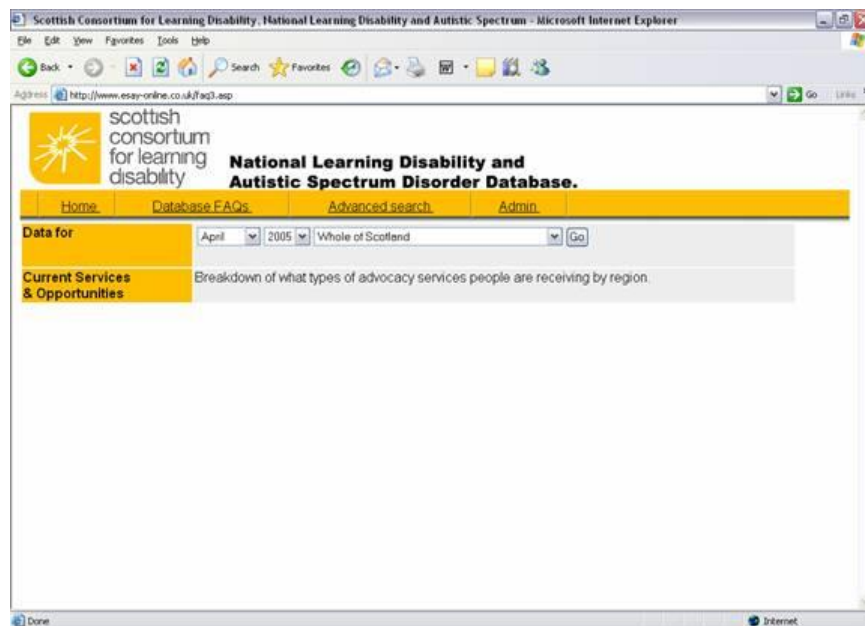 Scottish Consortium for Learning Disability, National Learning Disability and Autistic Spectrum - Microsoft Internet Explorer
File Edit View Favorites Tools Help
Back Search Favorites
Address http://www.esay-online.co.uk/faq3.asp Go Links
scottish
consortium
for learning
disability
National Learning Disability and
Autistic Spectrum Disorder Database.
Home Database FAQs Advanced search Admin
Data for April 2005 Whole of Scotland Go
Current Services Breakdown of what types of advocacy services people are receiving by region.
& Opportunities
Done Internet